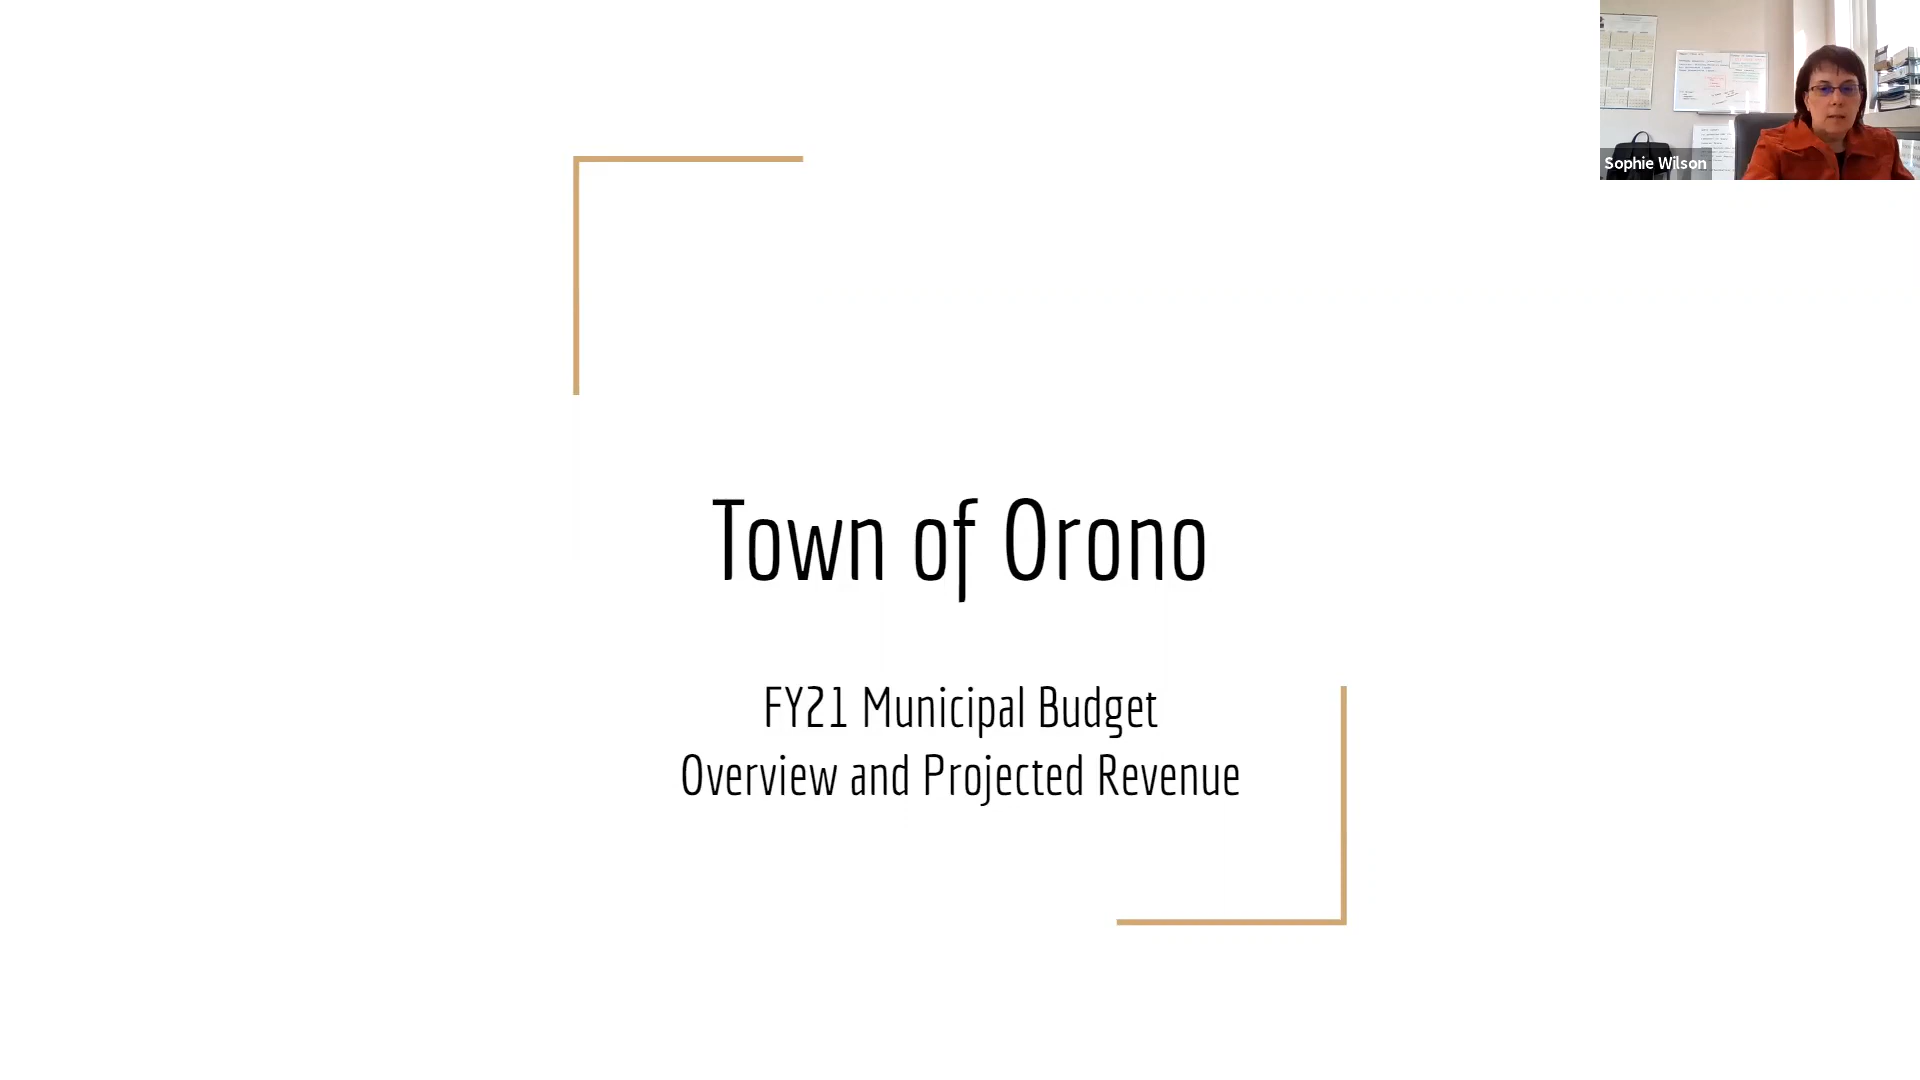 Town of Orono
FY21 Municipal Budget
Overview and Projected Revenue
Sophie Wilson